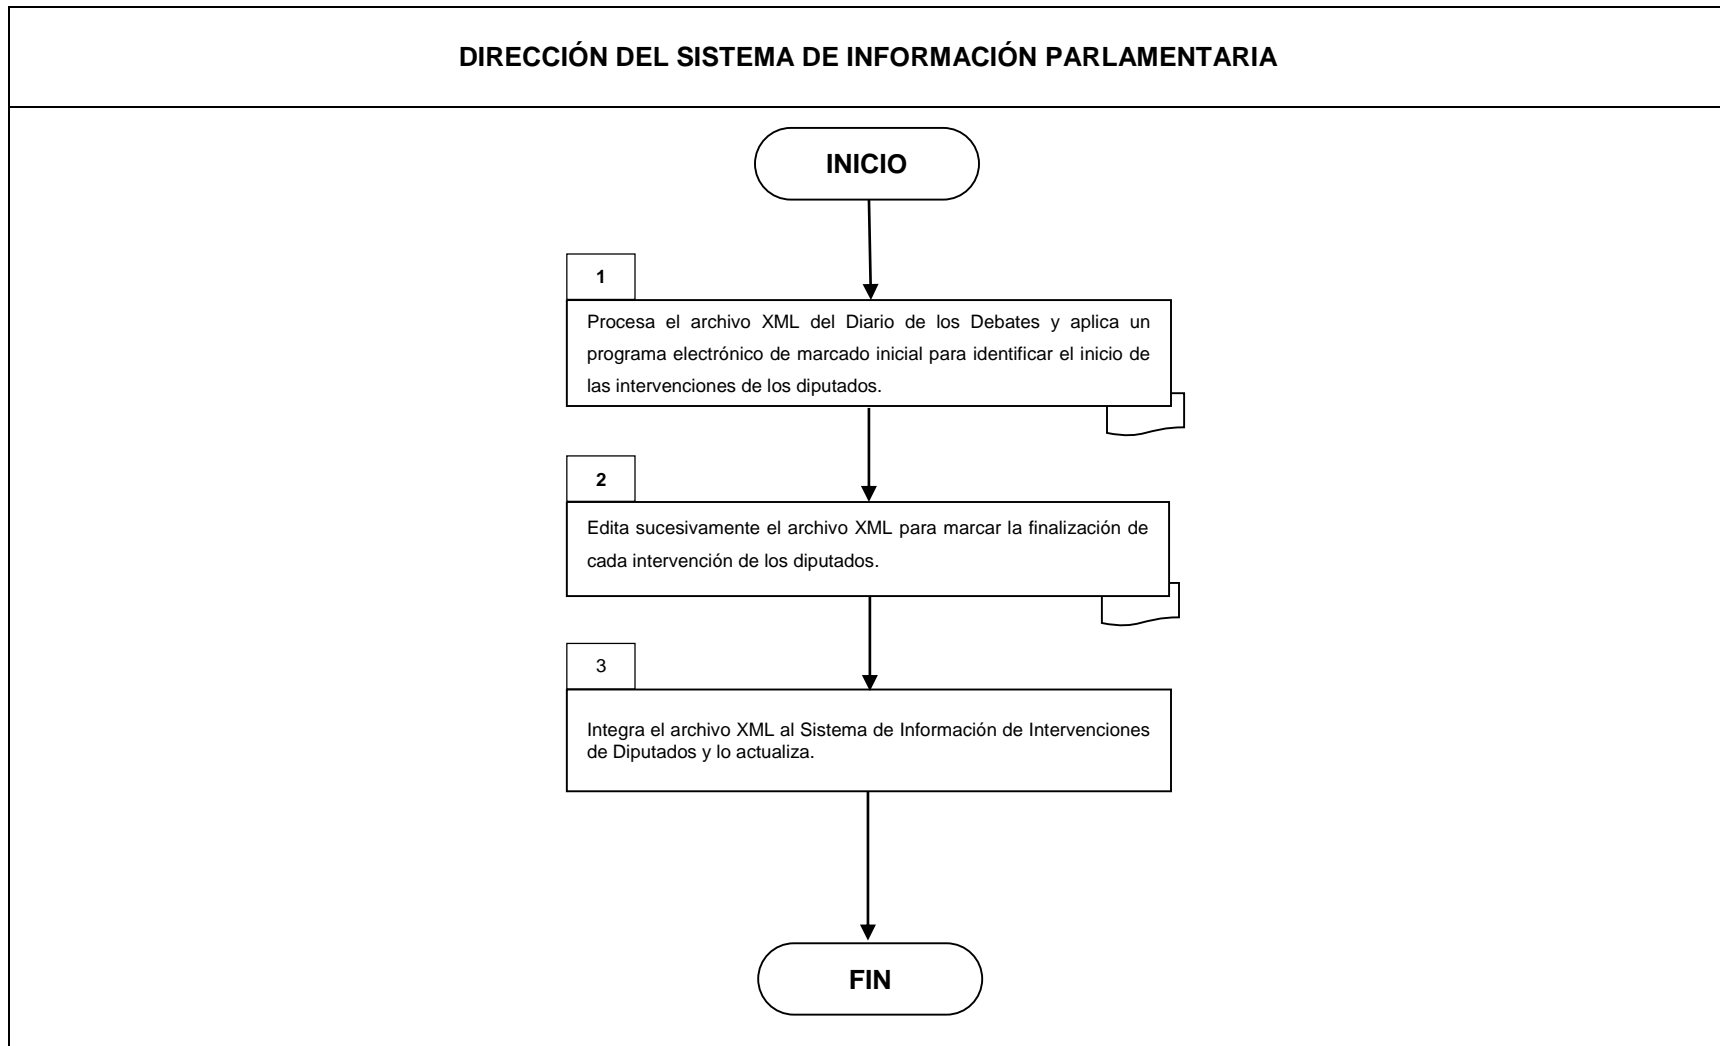 DIRECCIÓN DEL SISTEMA DE INFORMACIÓN PARLAMENTARIA
INICIO
1
Procesa el archivo XML del Diario de los Debates y aplica un
programa electrónico de marcado inicial para identificar el inicio de
las intervenciones de los diputados.
2
Edita sucesivamente el archivo XML para marcar la finalización de
cada intervención de los diputados.
3
Integra el archivo XML al Sistema de Información de Intervenciones
de Diputados y lo actualiza.
FIN